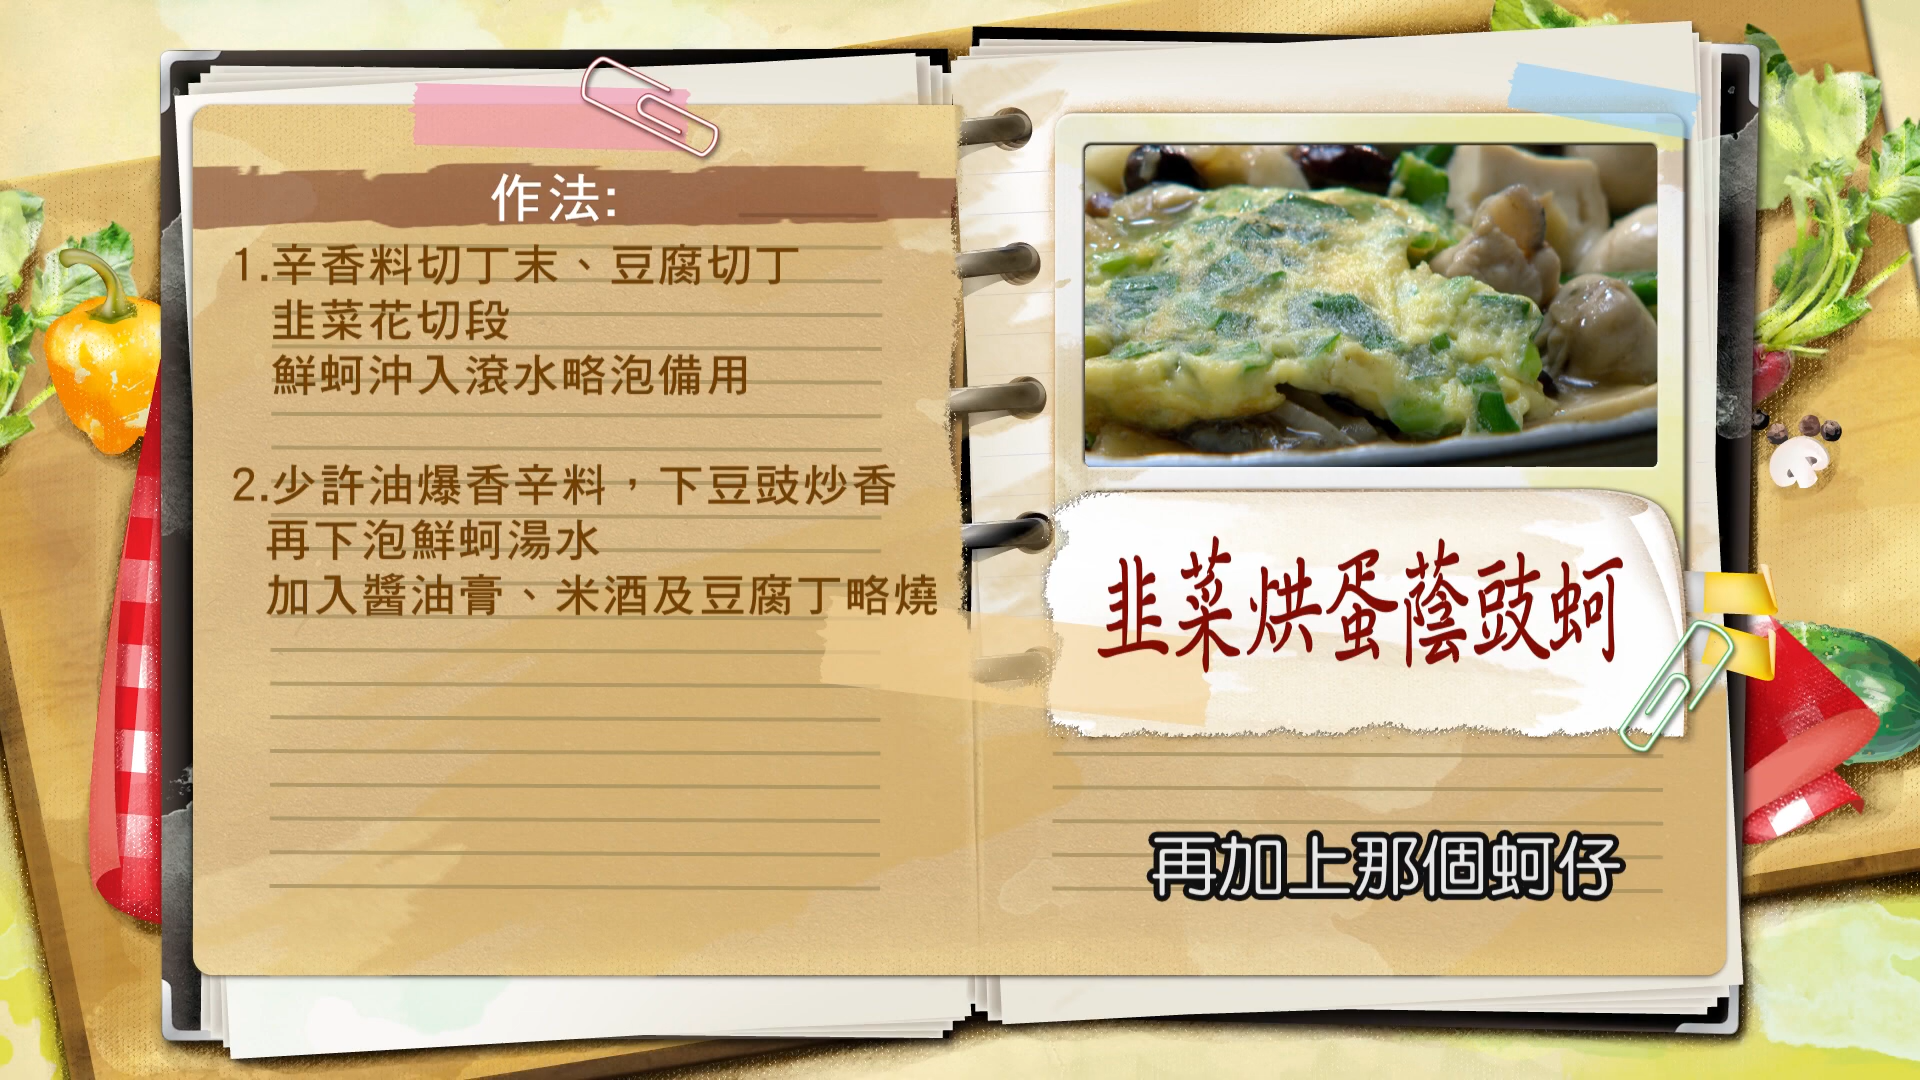 作法:
1.辛香料切丁末、豆腐切丁
韭菜花切段
鮮蚵沖入滾水略泡備用
2.少許油爆香辛料，下豆豉炒香
再下泡鮮蚵湯水
加入醬油膏、米酒及豆腐丁略燒
韭菜烘蛋蔭豉蚵
再加上那個蚵仔